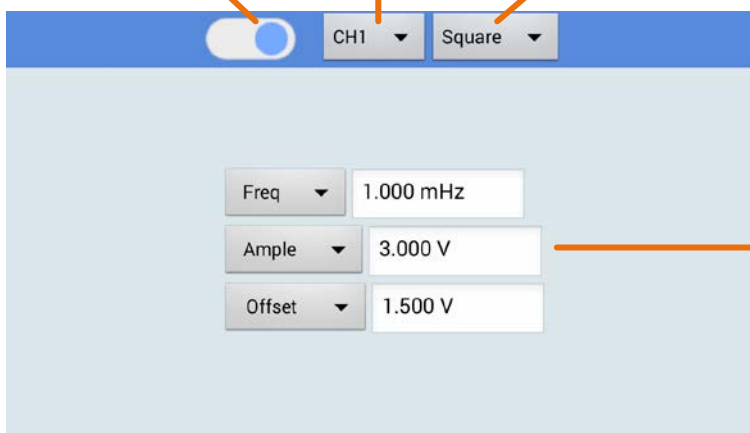 CH1 Square
Freq 1.000 mHz
Ample 3.000 V
Offset 1.500 V